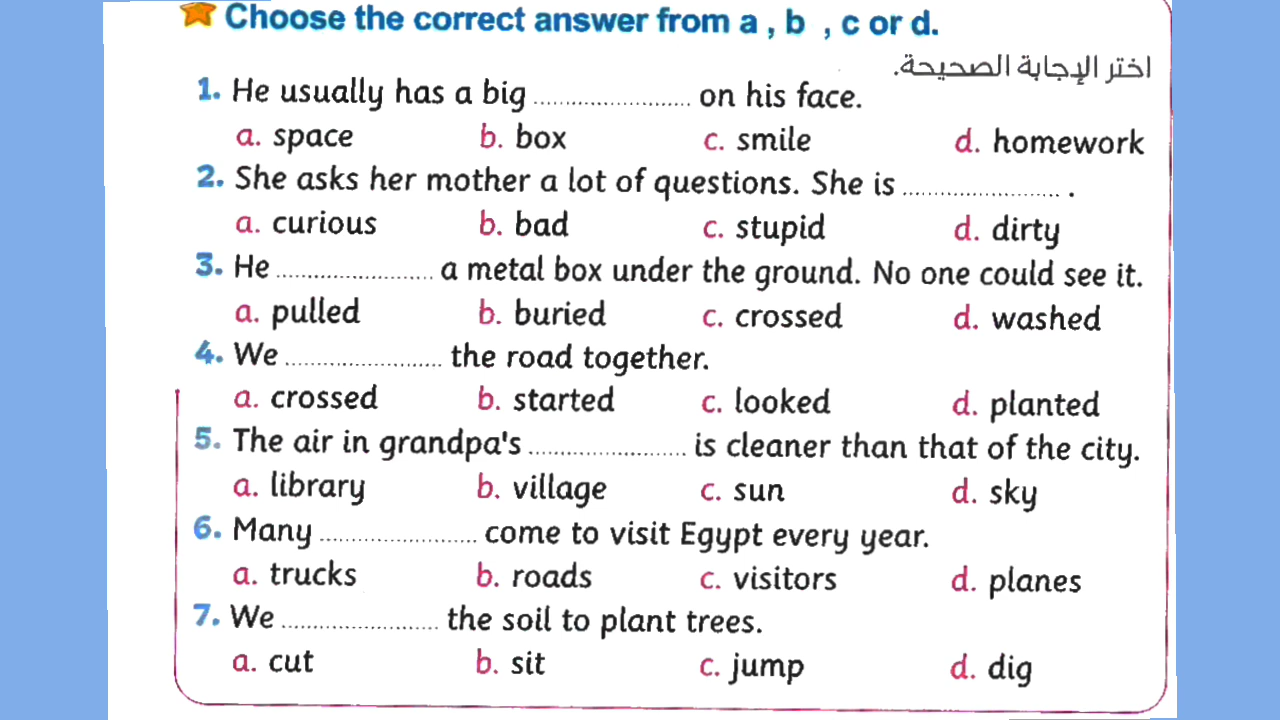 Choose the correct answer from a , b , c or d.
اختر الإجابة الصحيحة.
1. He usually has a big ........................ on his face.
a. space b. box c. smile d. homework
2. She asks her mother a lot of questions. She is ........................ .
a. curious b. bad c. stupid d. dirty
3. He ........................ a metal box under the ground. No one could see it.
a. pulled b. buried c. crossed d. washed
4. We ........................ the road together.
a. crossed b. started c. looked d. planted
5. The air in grandpa's ........................ is cleaner than that of the city.
a. library b. village c. sun d. sky
6. Many ........................ come to visit Egypt every year.
a. trucks b. roads c. visitors d. planes
7. We ........................ the soil to plant trees.
a. cut b. sit c. jump d. dig